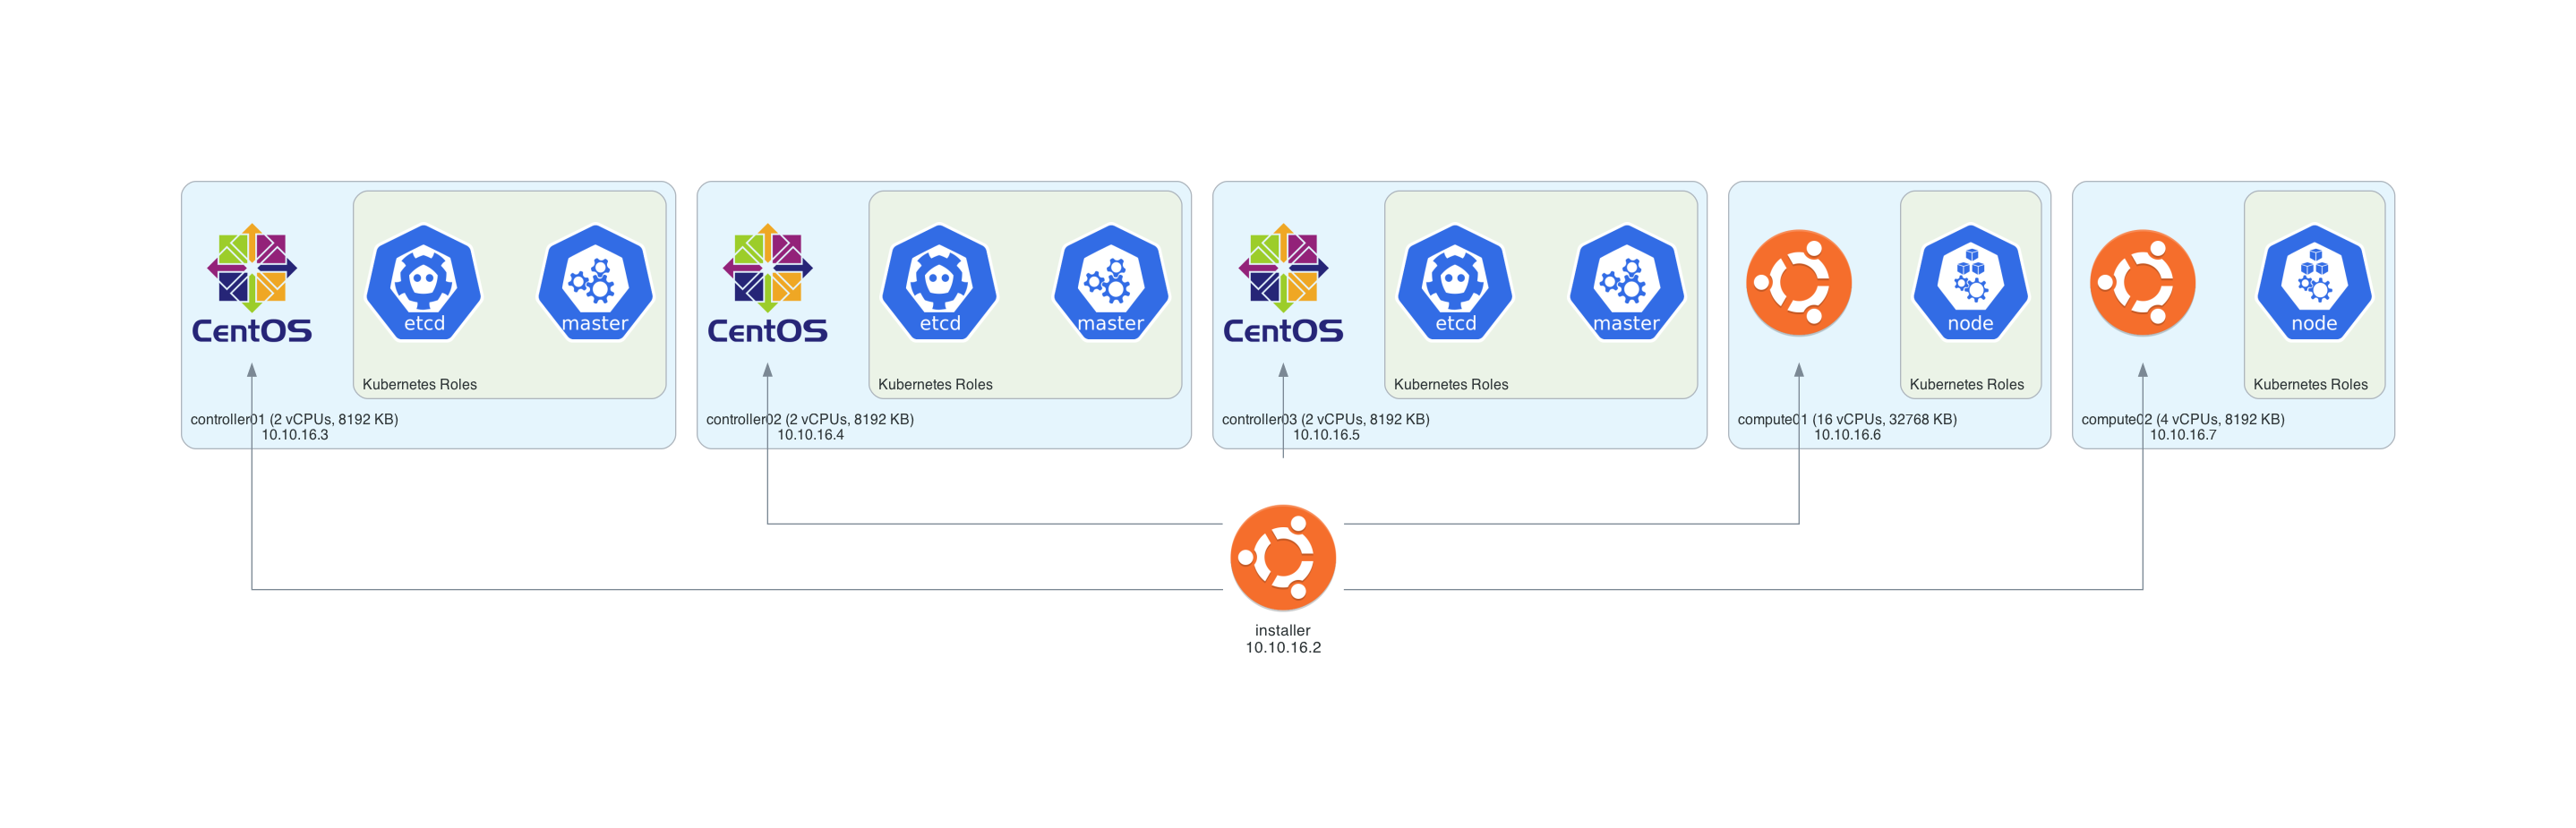 CentOS
etcd
master
Kubernetes Roles
controller01 (2 vCPUs, 8192 KB)
10.10.16.3
CentOS
etcd
master
Kubernetes Roles
controller02 (2 vCPUs, 8192 KB)
10.10.16.4
CentOS
etcd
master
Kubernetes Roles
controller03 (2 vCPUs, 8192 KB)
10.10.16.5
node
Kubernetes Roles
compute01 (16 vCPUs, 32768 KB)
10.10.16.6
node
Kubernetes Roles
compute02 (4 vCPUs, 8192 KB)
10.10.16.7
installer
10.10.16.2